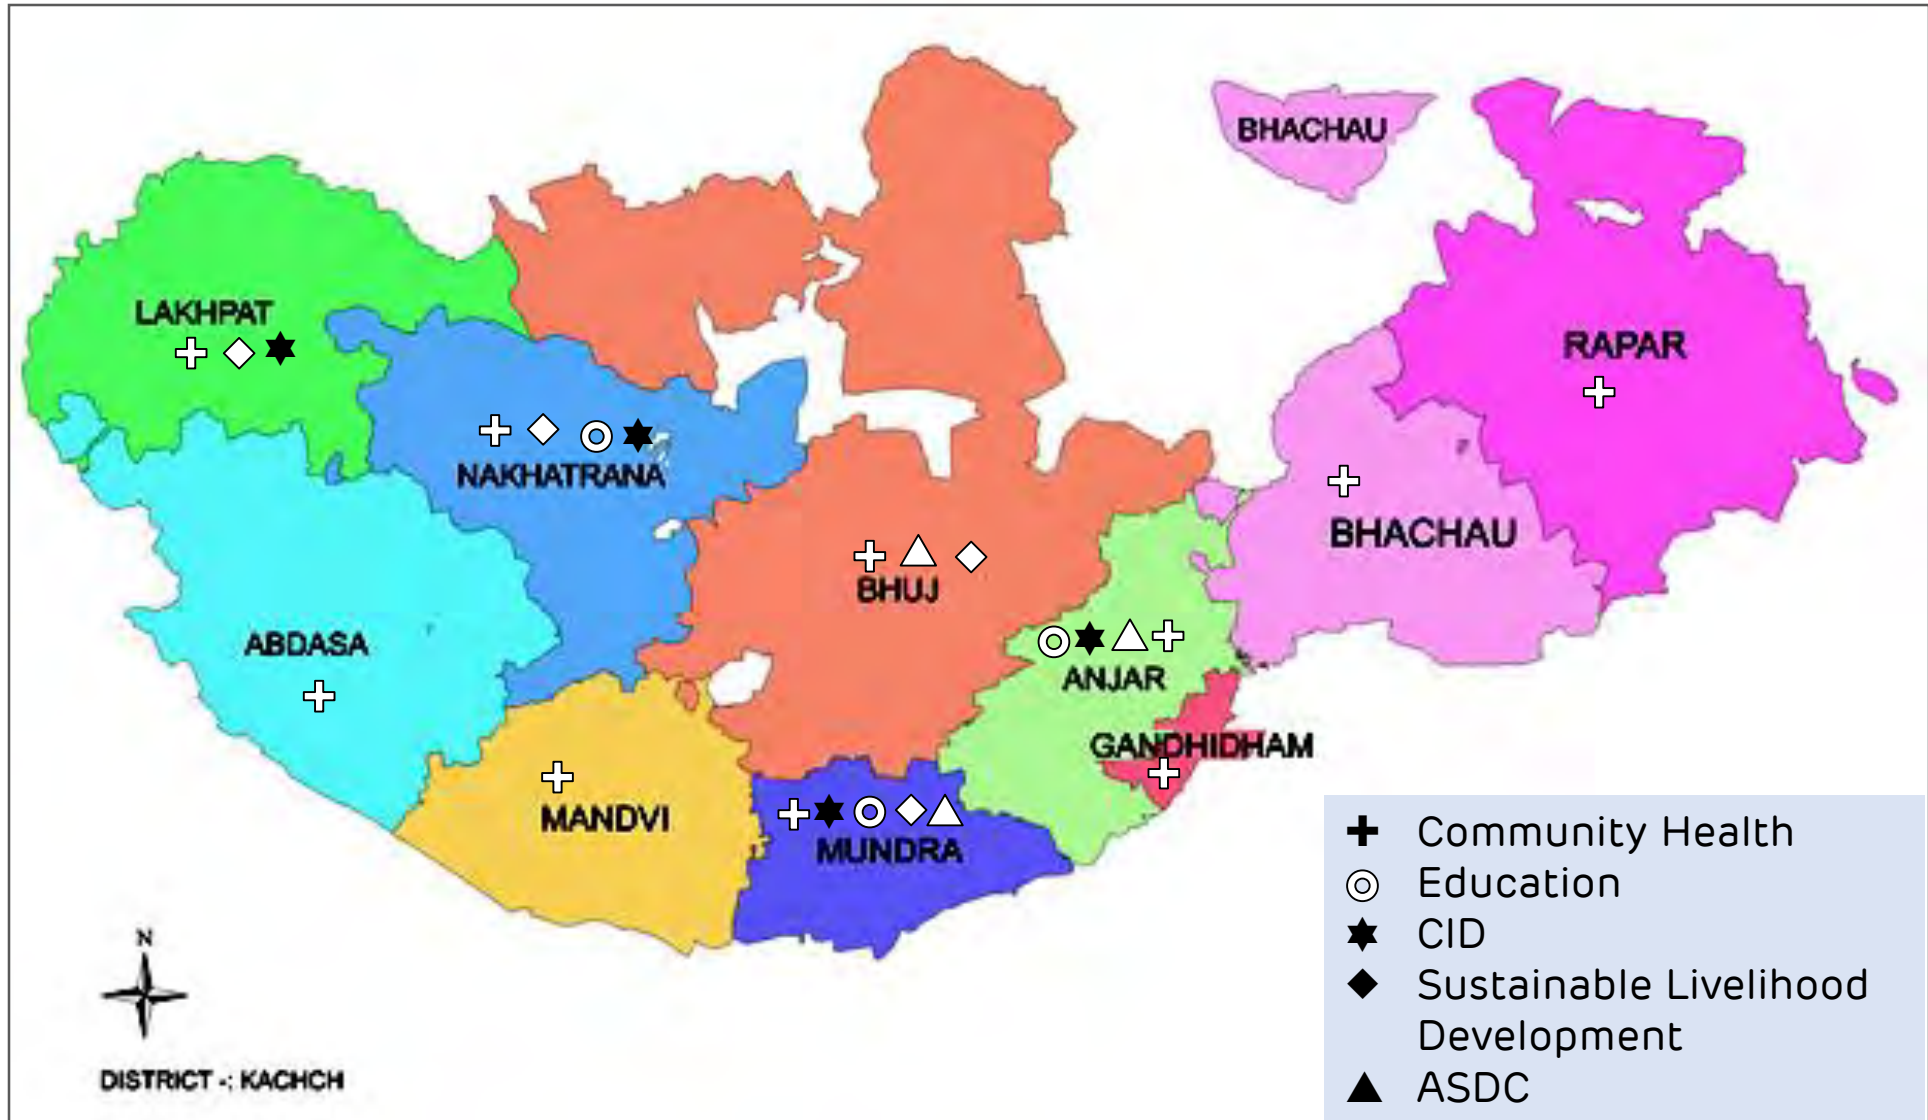 BHACHAU
LAKHPAT
RAPAR
NAKHATRANA
BHACHAU
BHUJ
ABDASA
ANJAR
GANDHIDHAM
MANDVI
MUNDRA
N
DISTRICT -: KACHCH
Community Health
Education
CID
Sustainable Livelihood
Development
ASDC